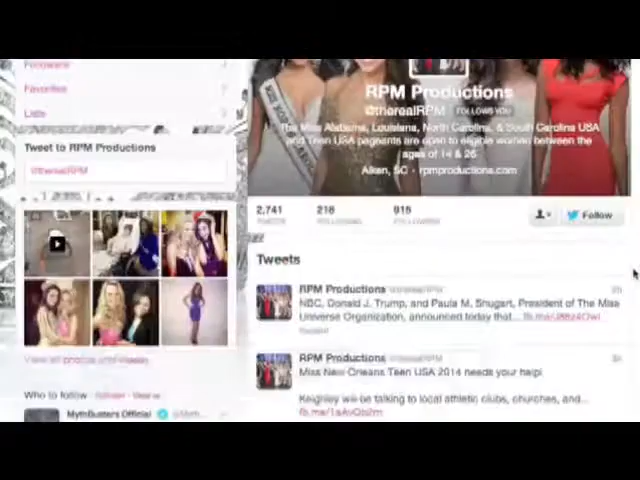 Followers
Favorites
Lists
Tweet to RPM Productions
@therealRPM
View all photos and videos
Who to follow
MythBusters Official
RPM Productions
@therealRPM FOLLOWS YOU
The Miss Alabama, Louisiana, North Carolina, & South Carolina USA
and Teen USA pageants are open to eligible women between the
ages of 14 & 26
Aiken, SC · rpmproductions.com
2,741
TWEETS
FOLLOWING
FOLLOWERS
Follow
Tweets
RPM Productions @therealRPM
NBC, Donald J. Trump, and Paula M. Shugart, President of The Miss
Universe Organization, announced today that...
RPM Productions @therealRPM
Miss New Orleans Teen USA 2014 needs your help!
Keighley will be talking to local athletic clubs, churches, and...